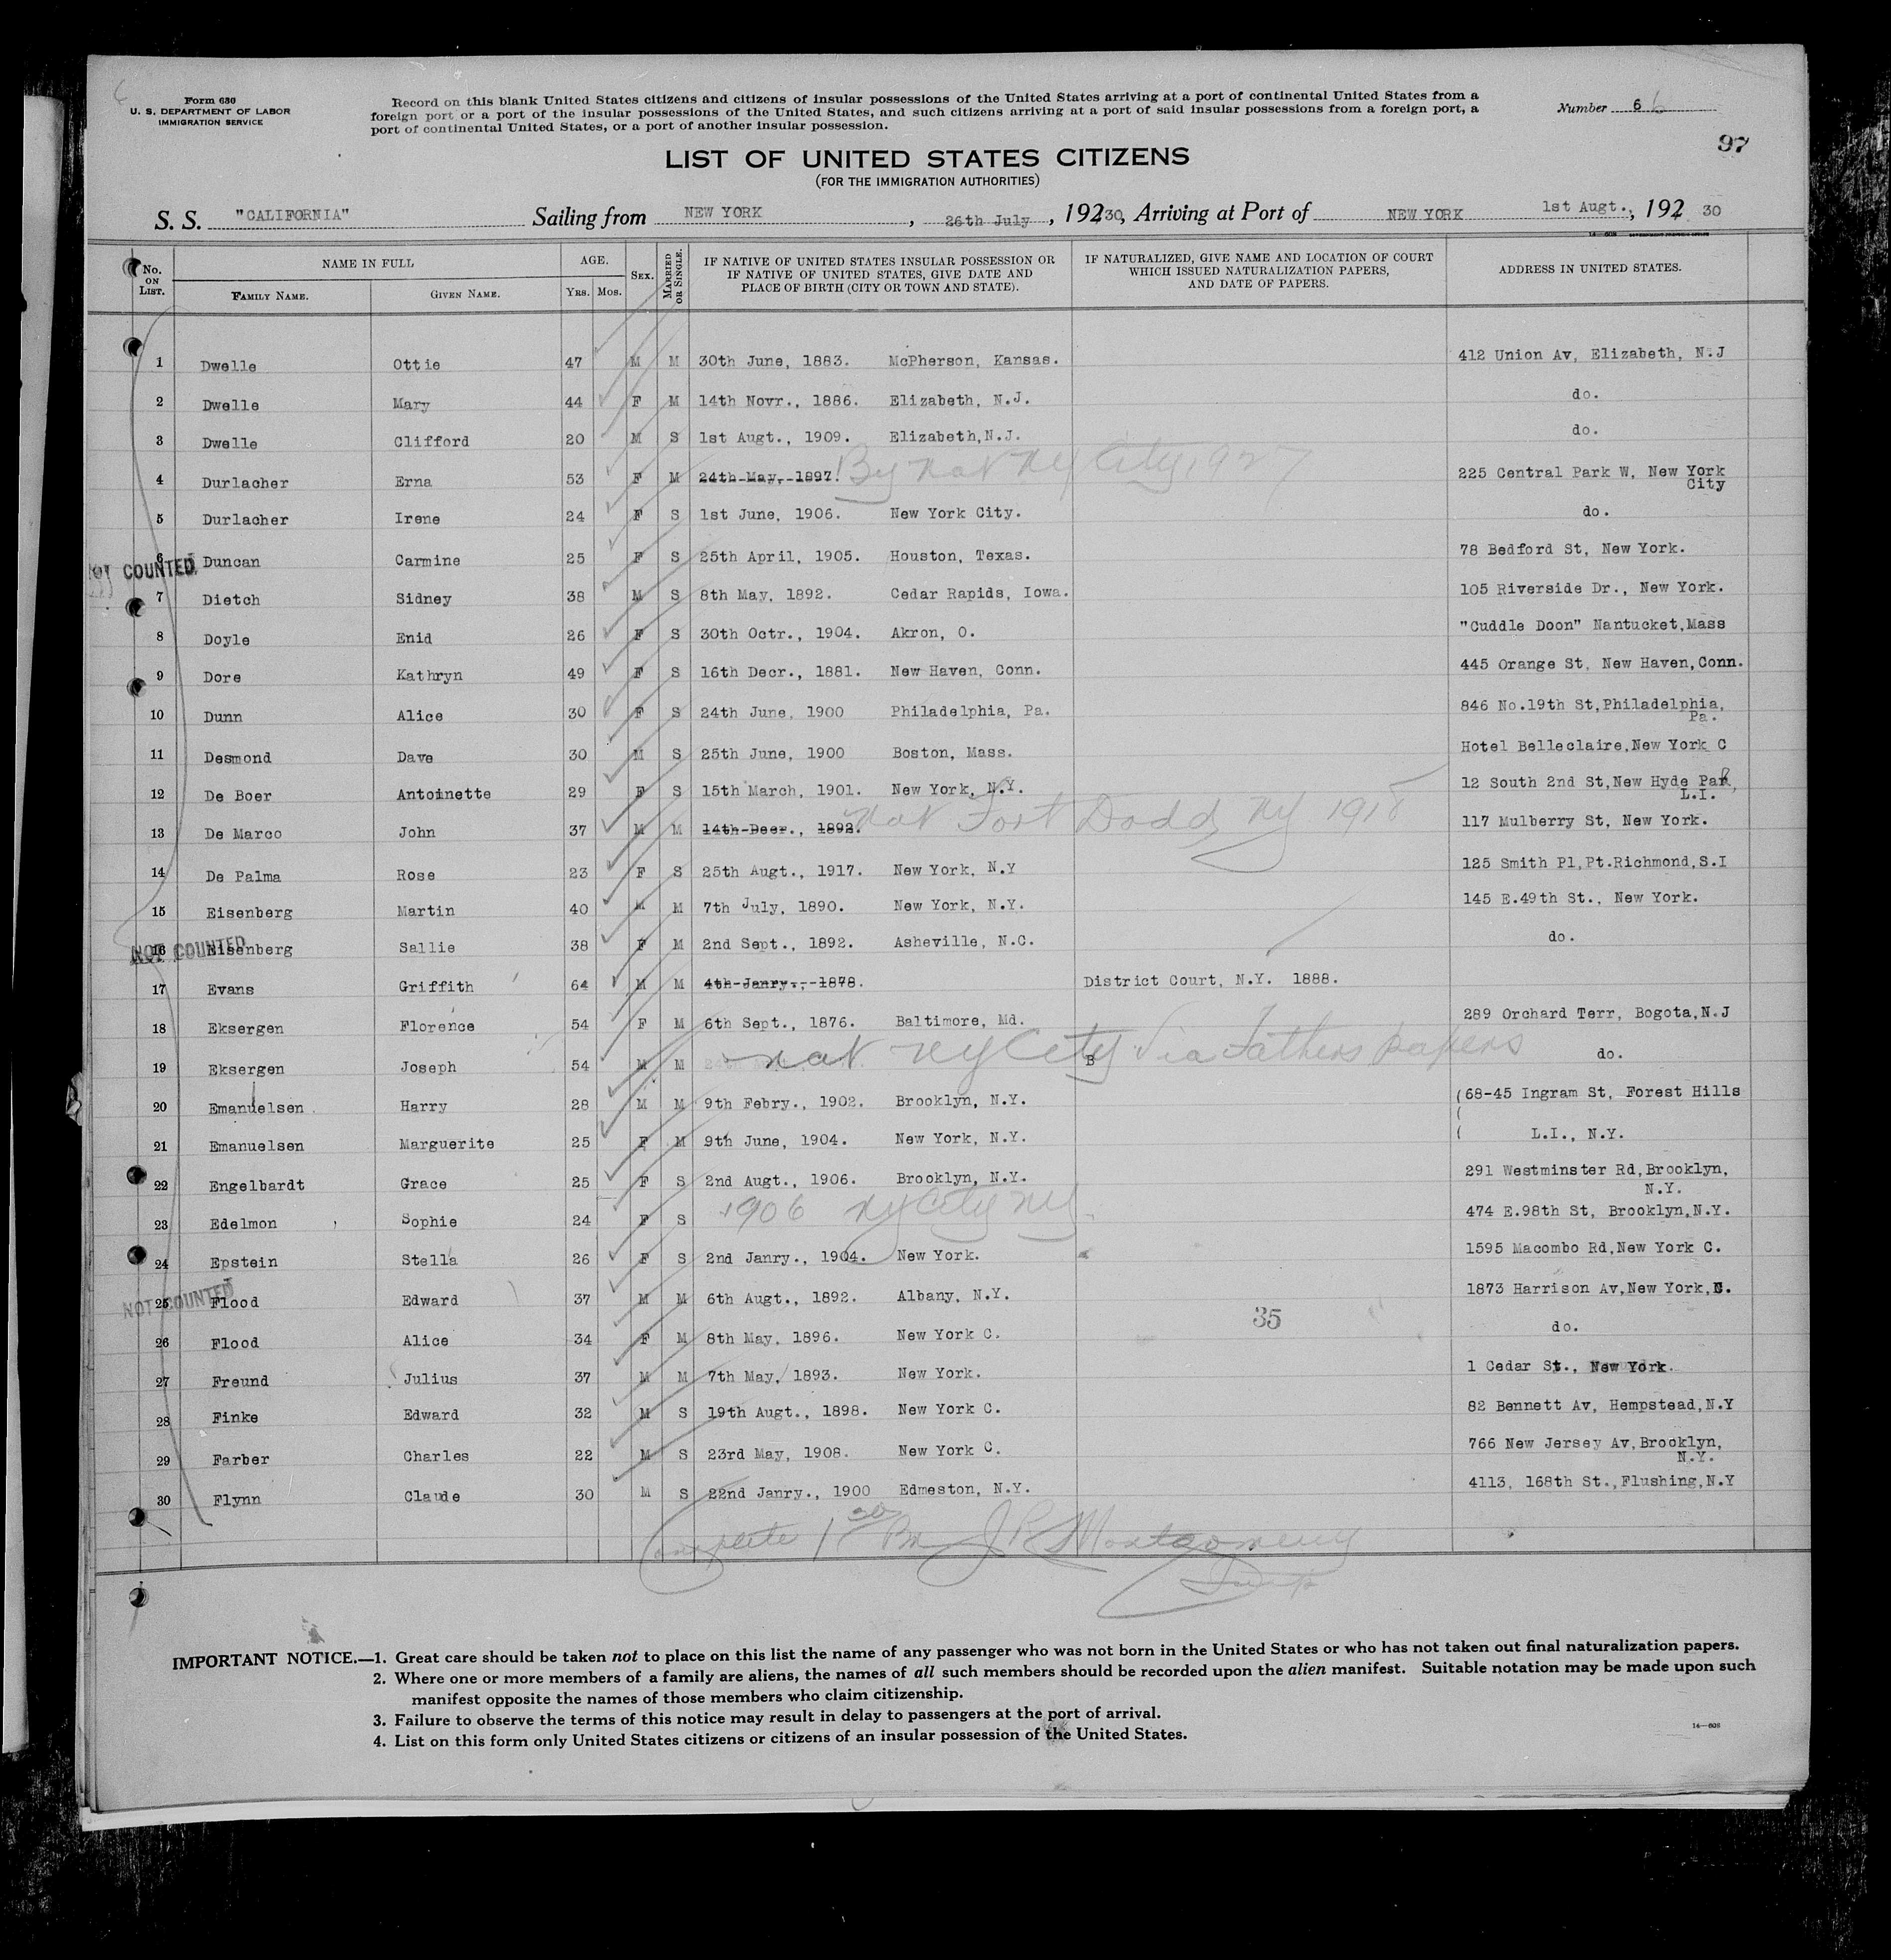 Form 630
U. S. DEPARTMENT OF LABOR
IMMIGRATION SERVICE
Record on this blank United States citizens and citizens of insular possessions of the United States arriving at a port of continental United States from a
foreign port or a port of the insular possessions of the United States, and such citizens arriving at a port of said insular possessions from a foreign port, a
port of continental United States, or a port of another insular possession.
Number 6 6
97
LIST OF UNITED STATES CITIZENS
(FOR THE IMMIGRATION AUTHORITIES)
S. S. "CALIFORNIA" Sailing from NEW YORK, 26th July, 19230, Arriving at Port of NEW YORK 1st Augt., 192 30
No. ON LIST. NAME IN FULL FAMILY NAME. GIVEN NAME. AGE. YRS. MOS. SEX. MARRIED OR SINGLE. IF NATIVE OF UNITED STATES INSULAR POSSESSION OR IF NATIVE OF UNITED STATES, GIVE DATE AND PLACE OF BIRTH (CITY OR TOWN AND STATE). IF NATURALIZED, GIVE NAME AND LOCATION OF COURT WHICH ISSUED NATURALIZATION PAPERS, AND DATE OF PAPERS. ADDRESS IN UNITED STATES.
1 Dwelle Ottie 47 M M 30th June, 1883. McPherson, Kansas. 412 Union Av, Elizabeth, N.J
2 Dwelle Mary 44 F M 14th Novr., 1886. Elizabeth, N.J. do.
3 Dwelle Clifford 20 M S 1st Augt., 1909. Elizabeth,N.J. do.
4 Durlacher Erna 53 F M 24th May, 1897. By nat NY City 1927 225 Central Park W, New York City
5 Durlacher Irene 24 F S 1st June, 1906. New York City. do.
6 Duncan Carmine 25 F S 25th April, 1905. Houston, Texas. 78 Bedford St, New York.
NOT COUNTED
7 Dietch Sidney 38 M S 8th May, 1892. Cedar Rapids, Iowa. 105 Riverside Dr., New York.
8 Doyle Enid 26 F S 30th Octr., 1904. Akron, O. "Cuddle Doon" Nantucket,Mass
9 Dore Kathryn 49 F S 16th Decr., 1881. New Haven, Conn. 445 Orange St, New Haven,Conn.
10 Dunn Alice 30 F S 24th June, 1900 Philadelphia, Pa. 846 No.19th St,Philadelphia, Pa.
11 Desmond Dave 30 M S 25th June, 1900 Boston, Mass. Hotel Belleclaire,New York C
12 De Boer Antoinette 29 F S 15th March, 1901. New York, N.Y. 12 South 2nd St,New Hyde Park, L.I.
13 De Marco John 37 M M 14th Decr., 1892. nat Fort Dodd NY 1918 117 Mulberry St, New York.
14 De Palma Rose 23 F S 25th Augt., 1917. New York, N.Y 125 Smith Pl,Pt.Richmond,S.I
15 Eisenberg Martin 40 M M 7th July, 1890. New York, N.Y. 145 E.49th St., New York.
16 Eisenberg Sallie 38 F M 2nd Sept., 1892. Asheville, N.C. do.
NOT COUNTED
17 Evans Griffith 64 M M 4th Janry., 1878. District Court, N.Y. 1888.
18 Eksergen Florence 54 F M 6th Sept., 1876. Baltimore, Md. 289 Orchard Terr, Bogota,N.J
19 Eksergen Joseph 54 M M nat NY City Via Fathers papers B do.
20 Emanuelsen Harry 28 M M 9th Febry., 1902. Brooklyn, N.Y. (68-45 Ingram St, Forest Hills
(
21 Emanuelsen Marguerite 25 F M 9th June, 1904. New York, N.Y. ( L.I., N.Y.
22 Engelbardt Grace 25 F S 2nd Augt., 1906. Brooklyn, N.Y. 291 Westminster Rd,Brooklyn, N.Y.
23 Edelmon Sophie 24 F S 1906 NY City NY 474 E.98th St, Brooklyn,N.Y.
24 Epstein Stella 26 F S 2nd Janry., 1904. New York. 1595 Macombo Rd,New York C.
25 Flood Edward 37 M M 6th Augt., 1892. Albany, N.Y. 1873 Harrison Av,New York,C.
NOT COUNTED
35
26 Flood Alice 34 F M 8th May, 1896. New York C. do.
27 Freund Julius 37 M M 7th May, 1893. New York. 1 Cedar St., New York.
28 Finke Edward 32 M S 19th Augt., 1898. New York C. 82 Bennett Av, Hempstead,N.Y
29 Farber Charles 22 M S 23rd May, 1908. New York C. 766 New Jersey Av,Brooklyn, N.Y.
30 Flynn Claude 30 M S 22nd Janry., 1900 Edmeston, N.Y. 4113, 168th St.,Flushing,N.Y
Complete 1 30 Pm J R Montgomery
IMPORTANT NOTICE.—1. Great care should be taken not to place on this list the name of any passenger who was not born in the United States or who has not taken out final naturalization papers.
2. Where one or more members of a family are aliens, the names of all such members should be recorded upon the alien manifest. Suitable notation may be made upon such
manifest opposite the names of those members who claim citizenship.
3. Failure to observe the terms of this notice may result in delay to passengers at the port of arrival.
4. List on this form only United States citizens or citizens of an insular possession of the United States.
14—608